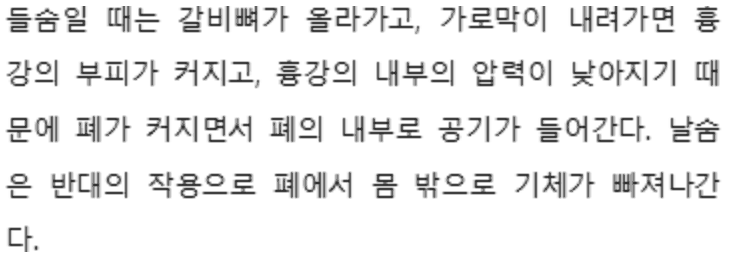 들숨일 때는 갈비뼈가 올라가고, 가로막이 내려가면 흉
강의 부피가 커지고, 흉강의 내부의 압력이 낮아지기 때
문에 폐가 커지면서 폐의 내부로 공기가 들어간다. 날숨
은 반대의 작용으로 폐에서 몸 밖으로 기체가 빠져나간
다.